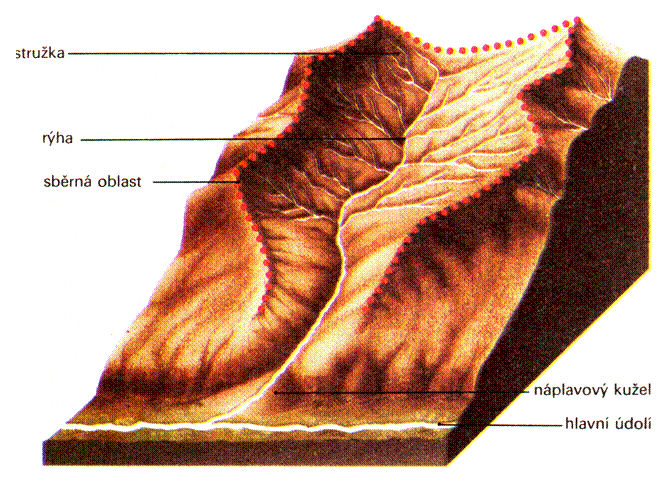 stružka
rýha
sběrná oblast
náplavový kužel
hlavní údolí